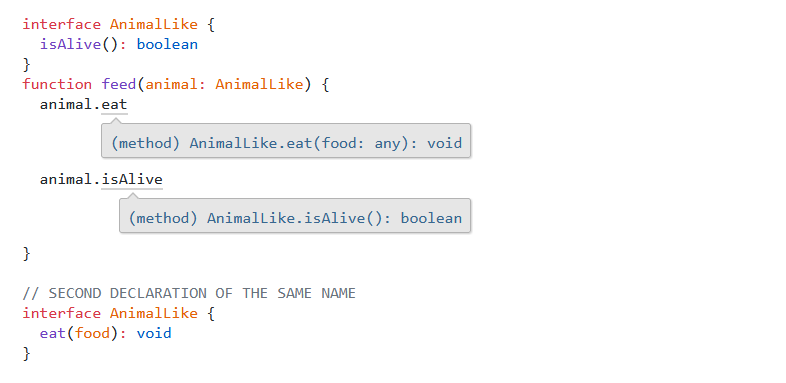 interface AnimalLike {
  isAlive(): boolean
}
function feed(animal: AnimalLike) {
  animal.eat
(method) AnimalLike.eat(food: any): void
  animal.isAlive
(method) AnimalLike.isAlive(): boolean
}
// SECOND DECLARATION OF THE SAME NAME
interface AnimalLike {
  eat(food): void
}